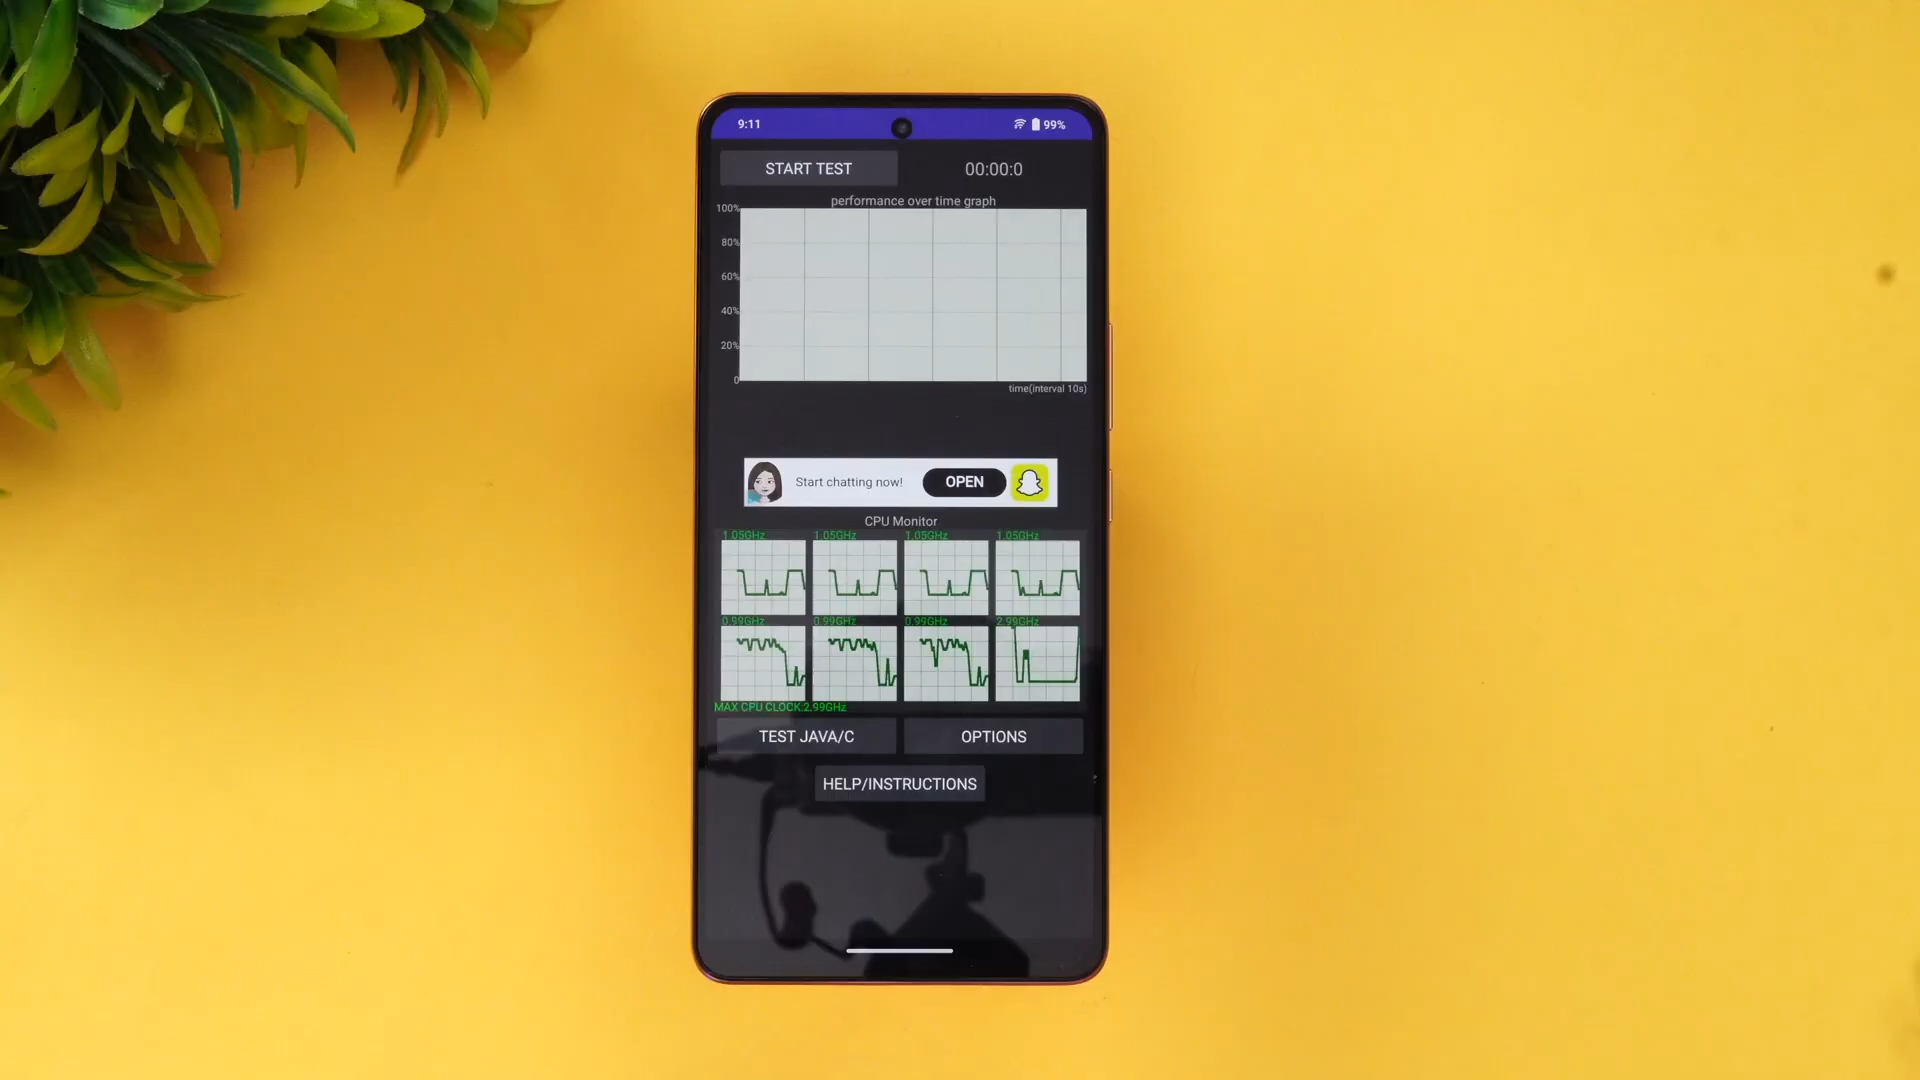 9:11 99%
START TEST 00:00:0
performance over time graph
100%
80%
60%
40%
20%
0
time(interval 10s)
Start chatting now! OPEN
CPU Monitor
1.05GHz 1.05GHz 1.05GHz 1.05GHz
0.99GHz 0.99GHz 0.99GHz 2.99GHz
MAX CPU CLOCK:2.99GHz
TEST JAVA/C OPTIONS
HELP/INSTRUCTIONS